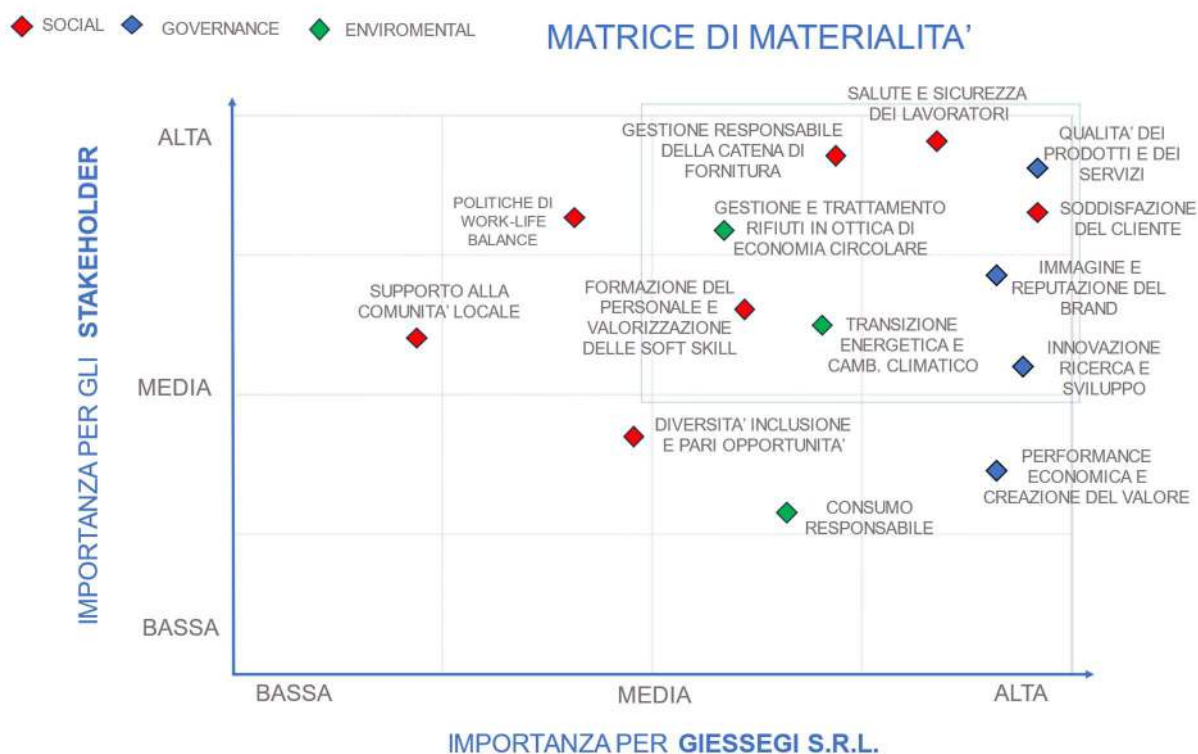 SOCIAL
GOVERNANCE
ENVIROMENTAL
MATRICE DI MATERIALITA'
IMPORTANZA PER GLI STAKEHOLDER
ALTA
MEDIA
BASSA
SALUTE E SICUREZZA
DEI LAVORATORI
GESTIONE RESPONSABILE
DELLA CATENA DI
FORNITURA
QUALITA' DEI
PRODOTTI E DEI
SERVIZI
POLITICHE DI
WORK-LIFE
BALANCE
GESTIONE E TRATTAMENTO
RIFIUTI IN OTTICA DI
ECONOMIA CIRCOLARE
SODDISFAZIONE
DEL CLIENTE
SUPPORTO ALLA
COMUNITA' LOCALE
FORMAZIONE DEL
PERSONALE E
VALORIZZAZIONE
DELLE SOFT SKILL
IMMAGINE E
REPUTAZIONE DEL
BRAND
TRANSIZIONE
ENERGETICA E
CAMB. CLIMATICO
INNOVAZIONE
RICERCA E
SVILUPPO
DIVERSITA' INCLUSIONE
E PARI OPPORTUNITA'
PERFORMANCE
ECONOMICA E
CREAZIONE DEL VALORE
CONSUMO
RESPONSABILE
BASSA
MEDIA
ALTA
IMPORTANZA PER GIESSEGI S.R.L.